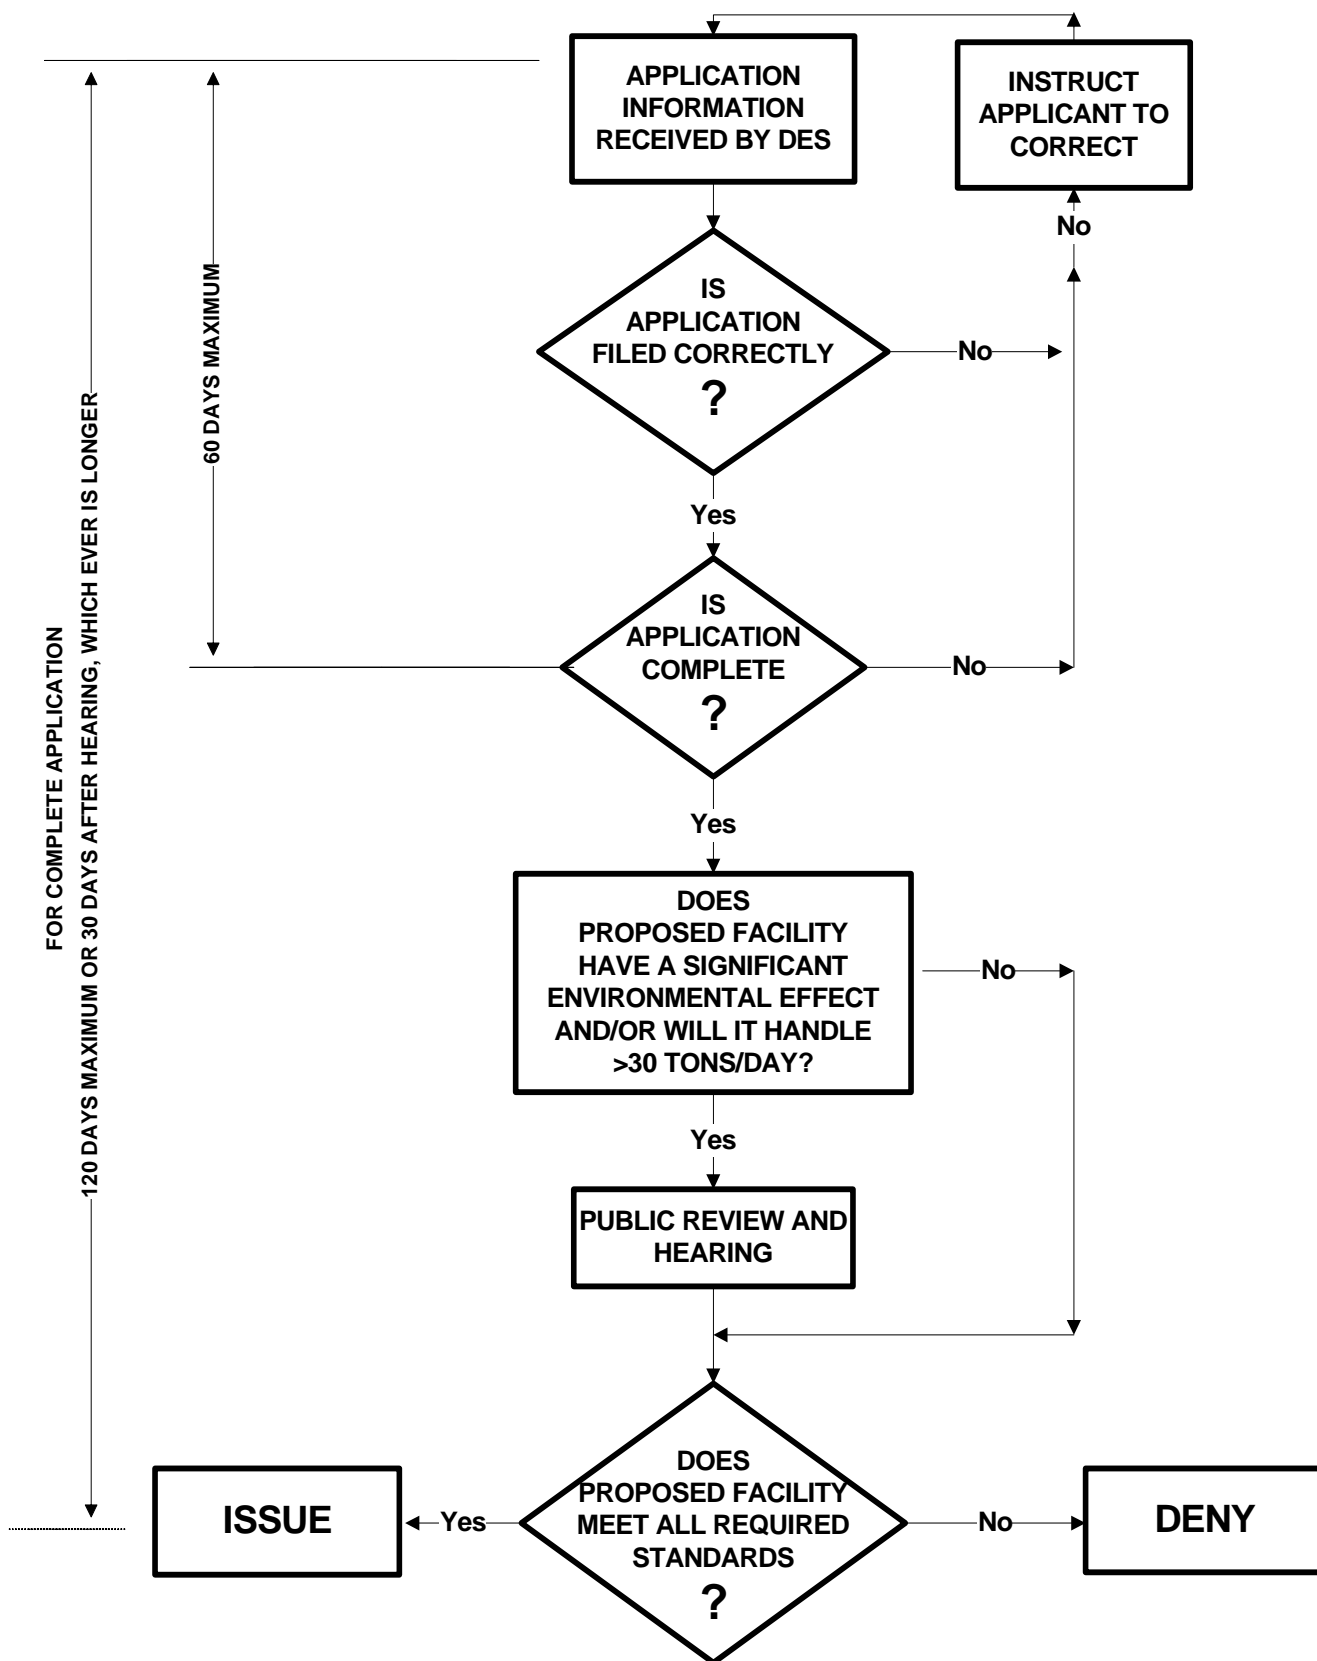 APPLICATION
INFORMATION
RECEIVED BY DES
INSTRUCT
APPLICANT TO
CORRECT
No
IS
APPLICATION
FILED CORRECTLY
?
No
60 DAYS MAXIMUM
Yes
IS
APPLICATION
COMPLETE
?
No
FOR COMPLETE APPLICATION
120 DAYS MAXIMUM OR 30 DAYS AFTER HEARING, WHICH EVER IS LONGER
Yes
DOES
PROPOSED FACILITY
HAVE A SIGNIFICANT
ENVIRONMENTAL EFFECT
AND/OR WILL IT HANDLE
>30 TONS/DAY?
No
Yes
PUBLIC REVIEW AND
HEARING
DOES
PROPOSED FACILITY
MEET ALL REQUIRED
STANDARDS
?
Yes
ISSUE
No
DENY